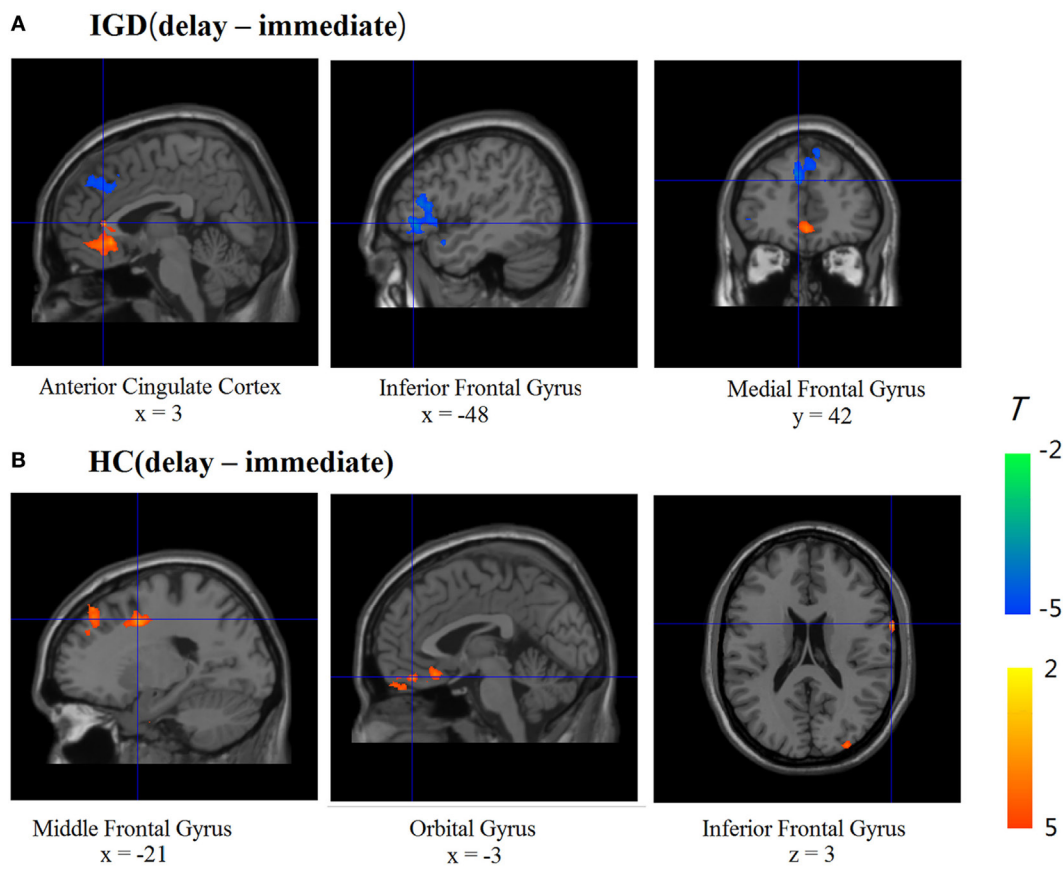 A IGD(delay – immediate)
Anterior Cingulate Cortex
x = 3
Inferior Frontal Gyrus
x = -48
Medial Frontal Gyrus
y = 42
B HC(delay – immediate)
T
-2
-5
2
5
Middle Frontal Gyrus
x = -21
Orbital Gyrus
x = -3
Inferior Frontal Gyrus
z = 3